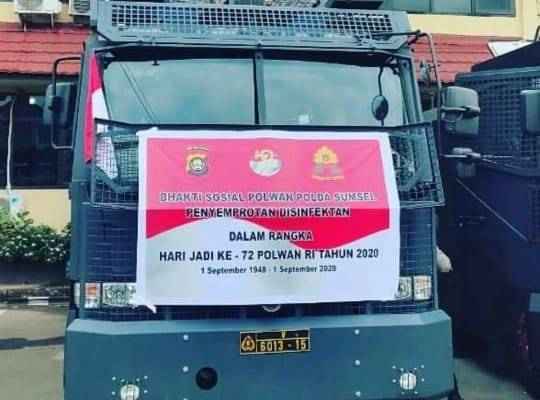 BHAKTI SOSIAL POLWAN POLDA SUMSEL
PENYEMPROTAN DISINFEKTAN
DALAM RANGKA
HARI JADI KE - 72 POLWAN RI TAHUN 2020
1 September 1948 - 1 September 2020
6013 - 15